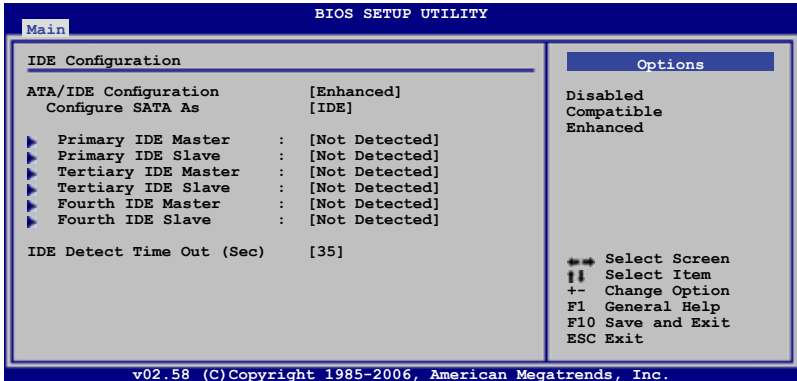 BIOS SETUP UTILITY
Main
IDE Configuration
ATA/IDE Configuration [Enhanced]
Configure SATA As [IDE]
Primary IDE Master : [Not Detected]
Primary IDE Slave : [Not Detected]
Tertiary IDE Master : [Not Detected]
Tertiary IDE Slave : [Not Detected]
Fourth IDE Master : [Not Detected]
Fourth IDE Slave : [Not Detected]
IDE Detect Time Out (Sec) [35]
Options
Disabled
Compatible
Enhanced
Select Screen
Select Item
+- Change Option
F1 General Help
F10 Save and Exit
ESC Exit
v02.58 (C)Copyright 1985-2006, American Megatrends, Inc.